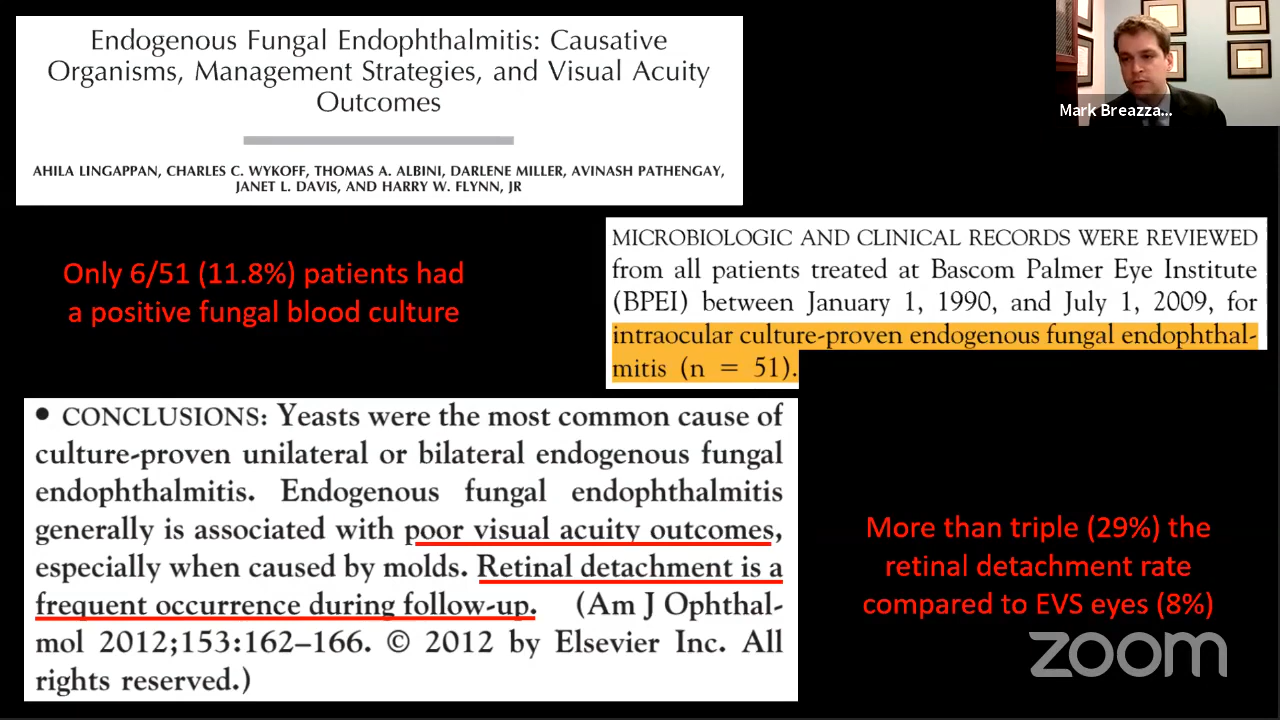 Endogenous Fungal Endophthalmitis: Causative
Organisms, Management Strategies, and Visual Acuity
Outcomes
AHILA LINGAPPAN, CHARLES C. WYKOFF, THOMAS A. ALBINI, DARLENE MILLER, AVINASH PATHENGAY,
JANET L. DAVIS, AND HARRY W. FLYNN, JR
Mark Breazza...
Only 6/51 (11.8%) patients had
a positive fungal blood culture
MICROBIOLOGIC AND CLINICAL RECORDS WERE REVIEWED
from all patients treated at Bascom Palmer Eye Institute
(BPEI) between January 1, 1990, and July 1, 2009, for
intraocular culture-proven endogenous fungal endophthal-
mitis (n = 51).
• CONCLUSIONS: Yeasts were the most common cause of
culture-proven unilateral or bilateral endogenous fungal
endophthalmitis. Endogenous fungal endophthalmitis
generally is associated with poor visual acuity outcomes,
especially when caused by molds. Retinal detachment is a
frequent occurrence during follow-up. (Am J Ophthal-
mol 2012;153:162–166. © 2012 by Elsevier Inc. All
rights reserved.)
More than triple (29%) the
retinal detachment rate
compared to EVS eyes (8%)
zoom